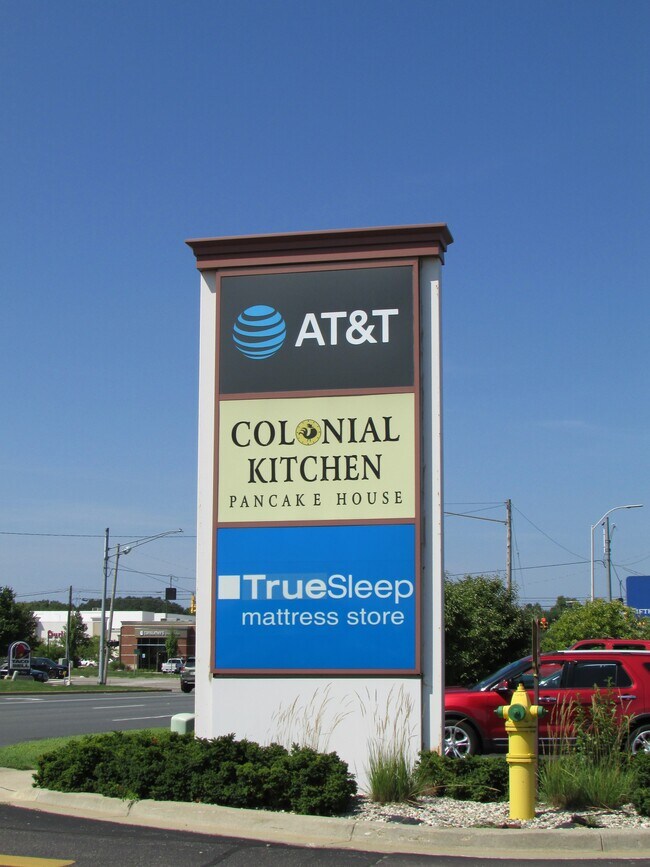 AT&T
COLONIAL
KITCHEN
PANCAKE HOUSE
TrueSleep
mattress store